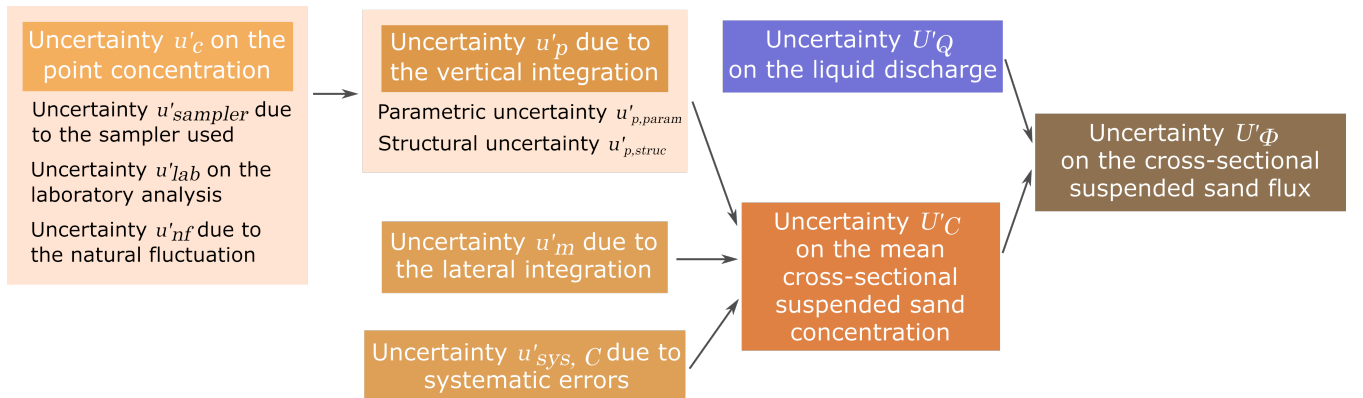 Uncertainty u'c on the
point concentration
Uncertainty u'sampler due
to the sampler used
Uncertainty u'lab on the
laboratory analysis
Uncertainty u'nf due to
the natural fluctuation
Uncertainty u'p due to
the vertical integration
Parametric uncertainty u'p,param
Structural uncertainty u'p,struc
Uncertainty u'm due to
the lateral integration
Uncertainty u'sys, C due to
systematic errors
Uncertainty U'Q
on the liquid discharge
Uncertainty U'C
on the mean
cross-sectional
suspended sand
concentration
Uncertainty U'Φ
on the cross-sectional
suspended sand flux